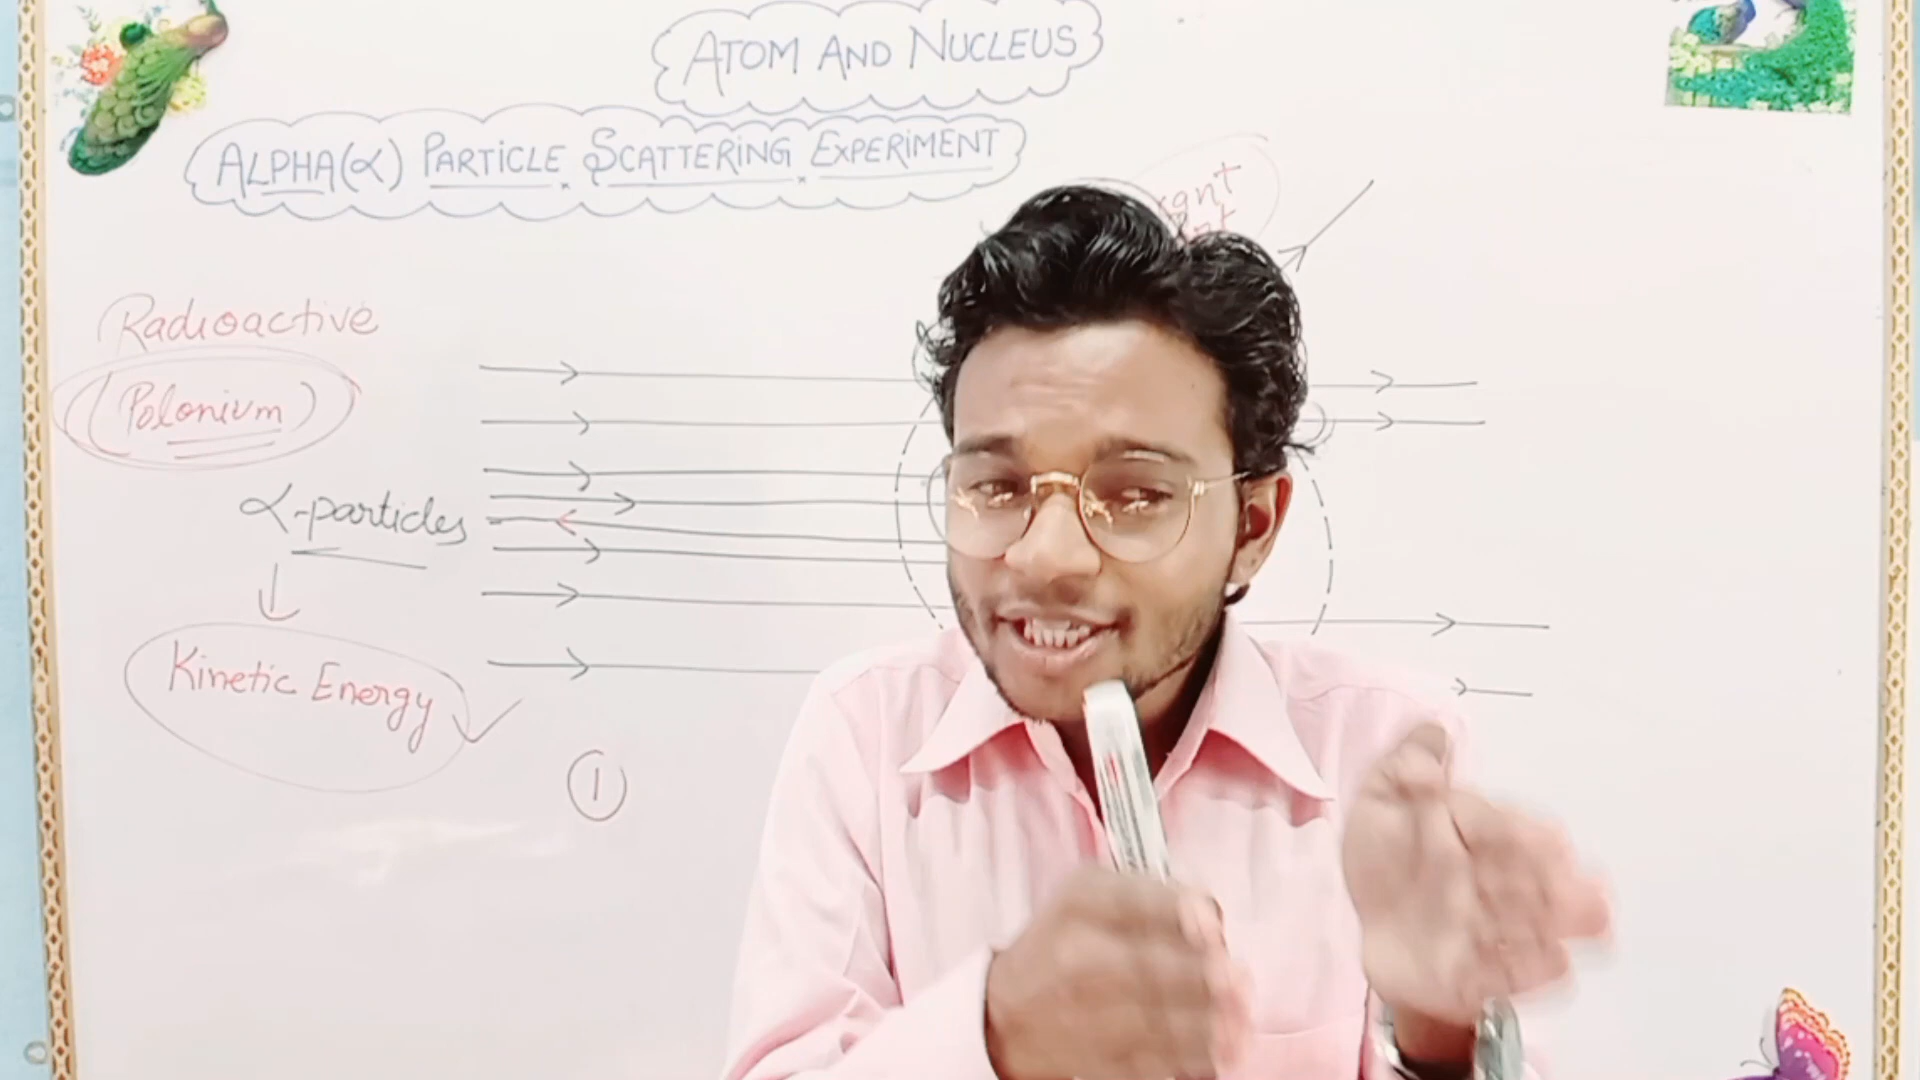 ATOM AND NUCLEUS
ALPHA(α) PARTICLE SCATTERING EXPERIMENT
Radioactive
(Polonium)
α-particles
Kinetic Energy
1